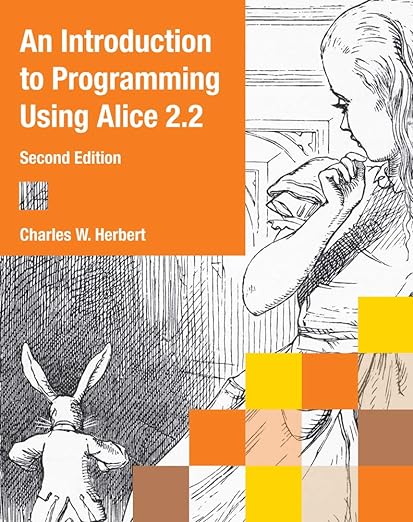 An Introduction
to Programming
Using Alice 2.2
Second Edition
Charles W. Herbert